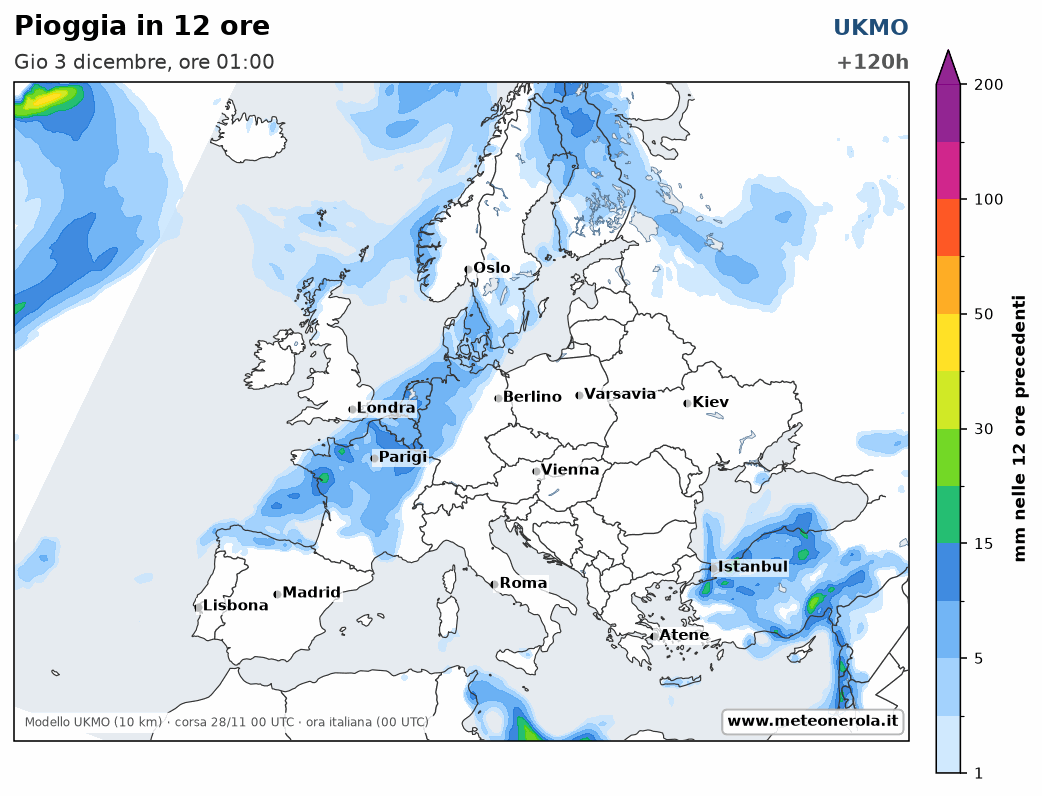 Pioggia in 12 ore
UKMO
Gio 3 dicembre, ore 01:00
+120h
200
100
50
30
15
5
1
mm nelle 12 ore precedenti
Oslo
Londra
Berlino
Varsavia
Kiev
Parigi
Vienna
Istanbul
Roma
Madrid
Lisbona
Atene
Modello UKMO (10 km) · corsa 28/11 00 UTC · ora italiana (00 UTC)
www.meteonerola.it